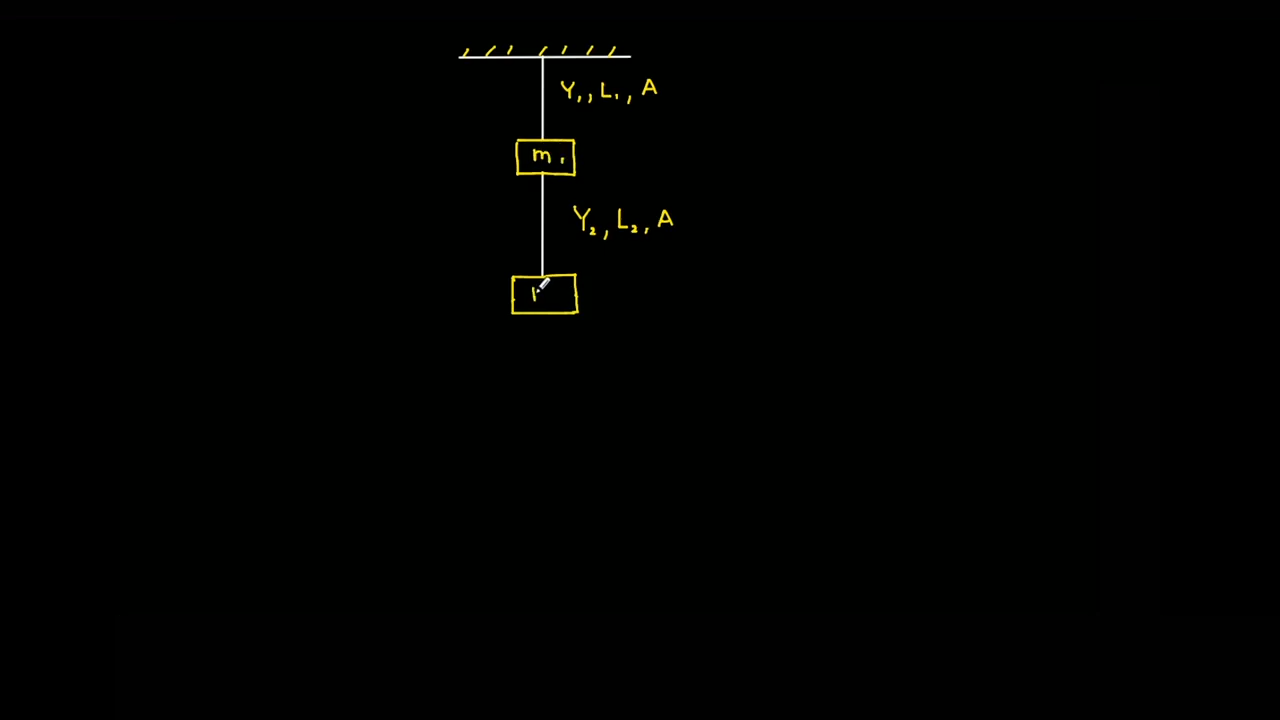 Y₁, L₁, A
m₁
Y₂, L₂, A